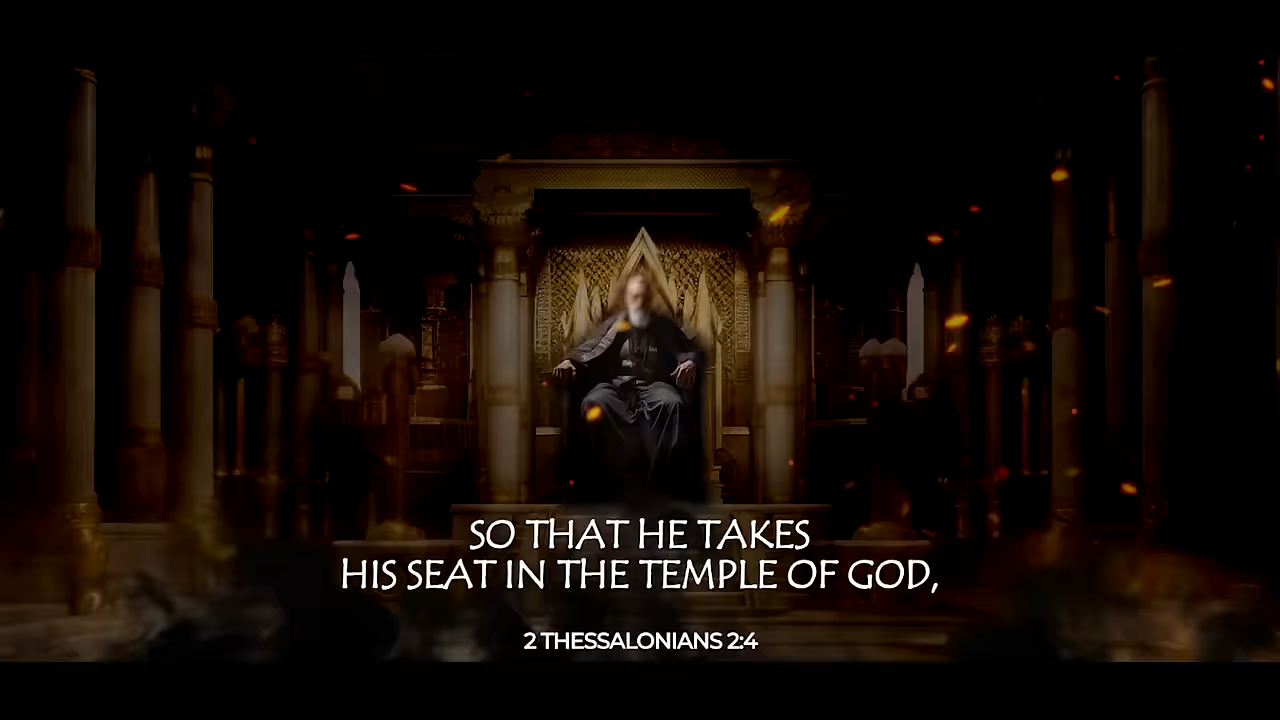 SO THAT HE TAKES
HIS SEAT IN THE TEMPLE OF GOD,
2 THESSALONIANS 2:4